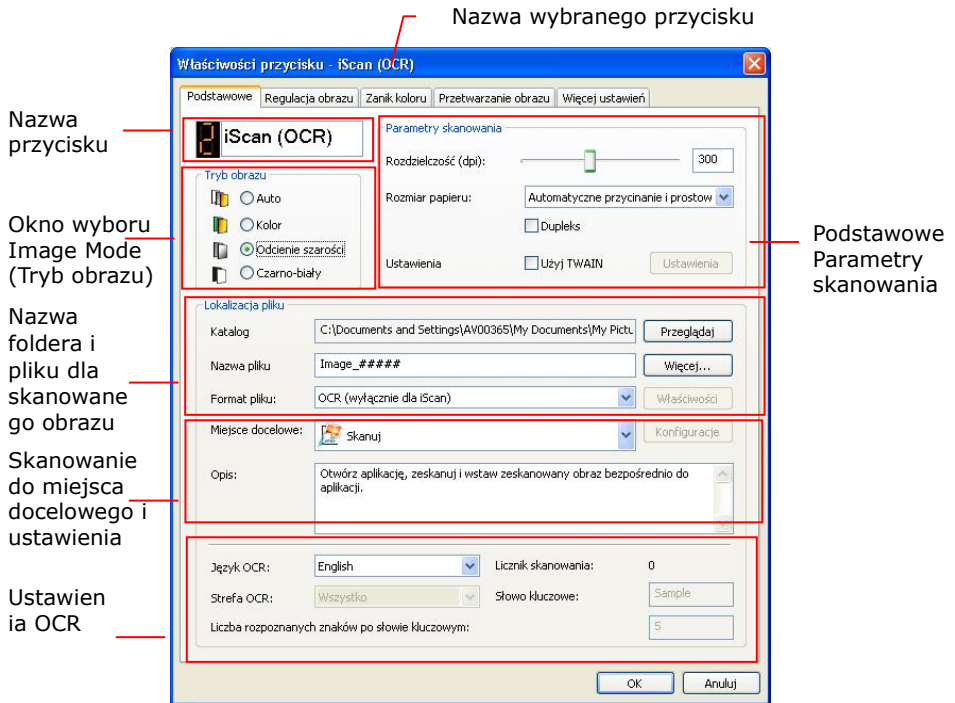 Nazwa wybranego przycisku
Właściwości przycisku - iScan (OCR)
Podstawowe Regulacja obrazu Zanik koloru Przetwarzanie obrazu Więcej ustawień
Nazwa
przycisku
2 iScan (OCR)
Tryb obrazu
Auto
Kolor
Odcienie szarości
Czarno-biały
Okno wyboru
Image Mode
(Tryb obrazu)
Parametry skanowania
Rozdzielczość (dpi): 300
Rozmiar papieru: Automatyczne przycinanie i prostow
Dupleks
Ustawienia Użyj TWAIN Ustawienia
Podstawowe
Parametry
skanowania
Nazwa
foldera i
pliku dla
skanowane
go obrazu
Lokalizacja pliku
Katalog C:\Documents and Settings\AV00365\My Documents\My Pictu Przeglądaj
Nazwa pliku Image_##### Więcej...
Format pliku: OCR (wyłącznie dla iScan) Właściwości
Skanowanie
do miejsca
docelowego i
ustawienia
Miejsce docelowe: Skanuj Konfiguracje
Opis: Otwórz aplikację, zeskanuj i wstaw zeskanowany obraz bezpośrednio do
aplikacji.
Ustawien
ia OCR
Język OCR: English Licznik skanowania: 0
Strefa OCR: Wszystko Słowo kluczowe: Sample
Liczba rozpoznanych znaków po słowie kluczowym: 5
OK Anuluj